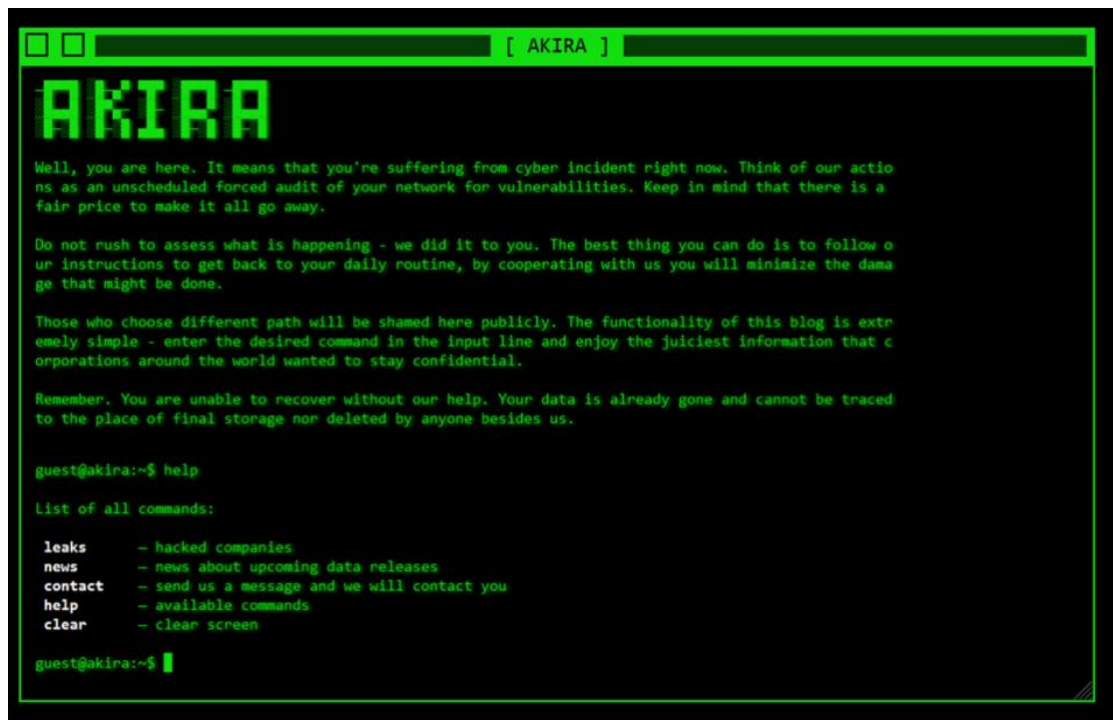 [ AKIRA ]
AKIRA
Well, you are here. It means that you're suffering from cyber incident right now. Think of our actio
ns as an unscheduled forced audit of your network for vulnerabilities. Keep in mind that there is a
fair price to make it all go away.
Do not rush to assess what is happening - we did it to you. The best thing you can do is to follow o
ur instructions to get back to your daily routine, by cooperating with us you will minimize the dama
ge that might be done.
Those who choose different path will be shamed here publicly. The functionality of this blog is extr
emely simple - enter the desired command in the input line and enjoy the juiciest information that c
orporations around the world wanted to stay confidential.
Remember. You are unable to recover without our help. Your data is already gone and cannot be traced
to the place of final storage nor deleted by anyone besides us.
guest@akira:~$ help
List of all commands:
leaks – hacked companies
news – news about upcoming data releases
contact – send us a message and we will contact you
help – available commands
clear – clear screen
guest@akira:~$